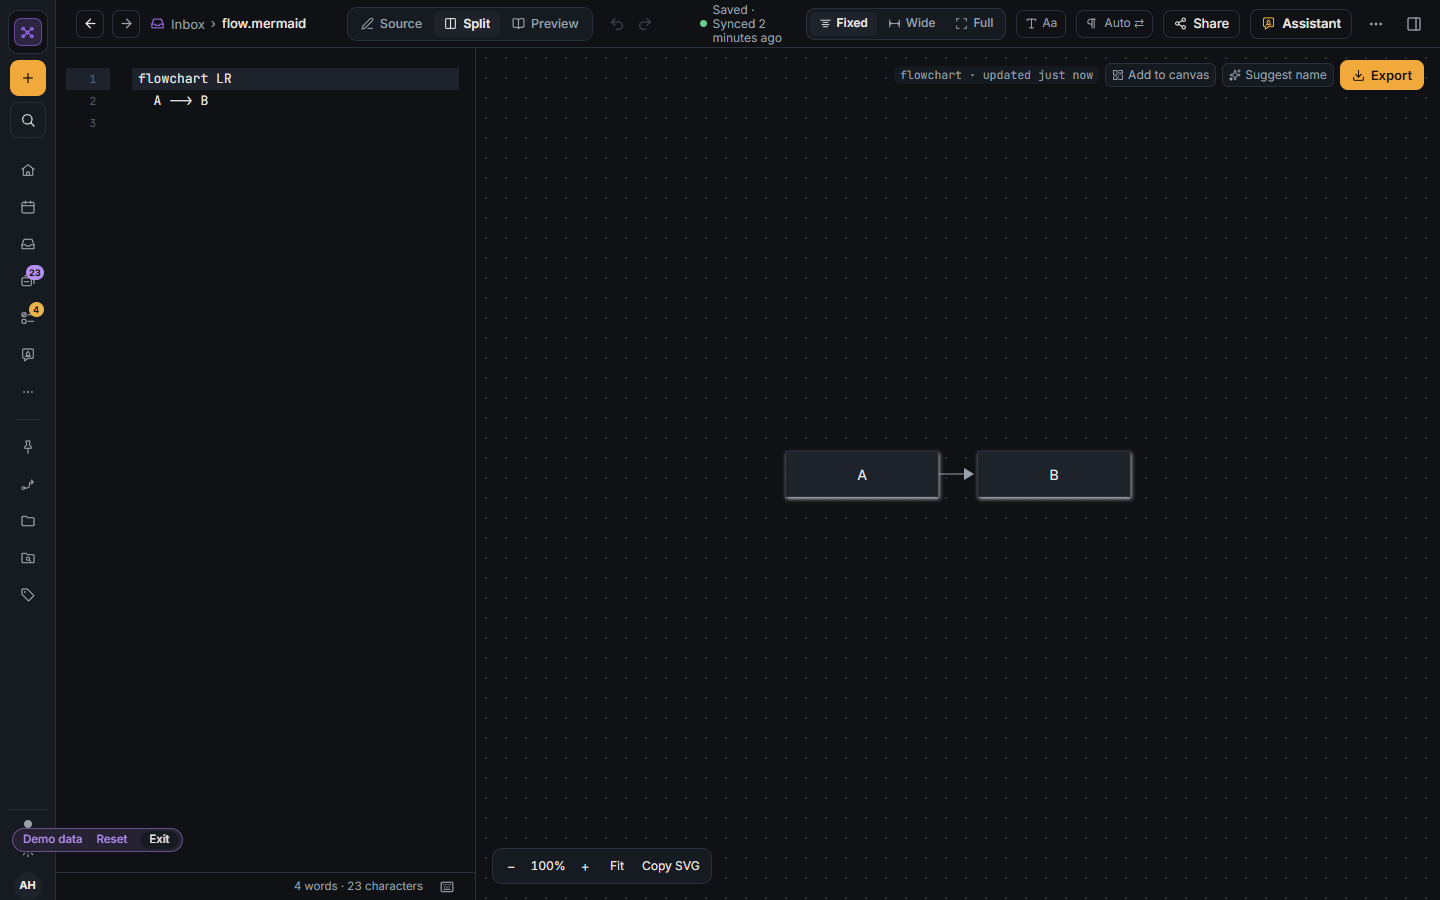 Inbox › flow.mermaid
Source
Split
Preview
Saved ·
Synced 2
minutes ago
Fixed
Wide
Full
Aa
Auto
Share
Assistant
1 flowchart LR
2 A ⟶ B
3
flowchart · updated just now
Add to canvas
Suggest name
Export
23
4
A
B
Demo data
Reset
Exit
AH
4 words · 23 characters
− 100% + Fit Copy SVG